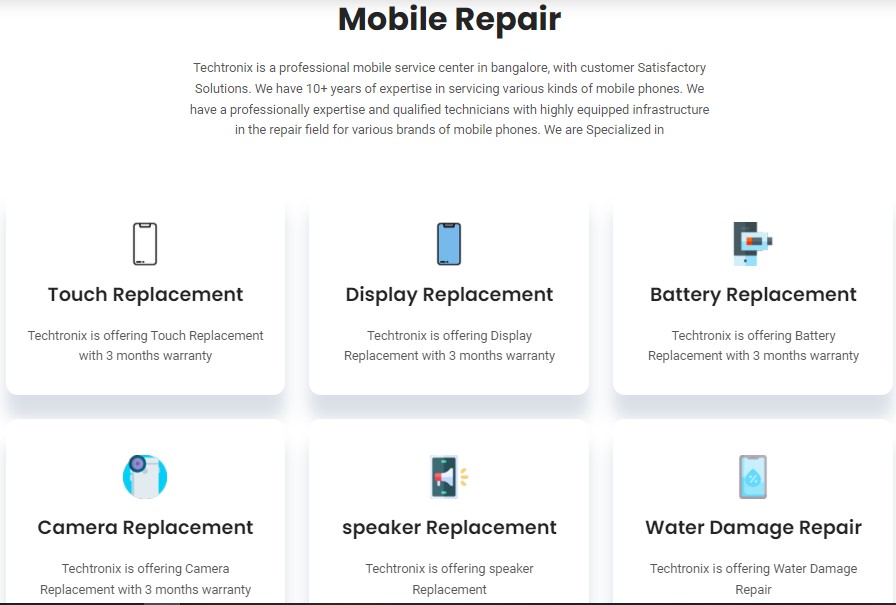 Mobile Repair
Techtronix is a professional mobile service center in bangalore, with customer Satisfactory
Solutions. We have 10+ years of expertise in servicing various kinds of mobile phones. We
have a professionally expertise and qualified technicians with highly equipped infrastructure
in the repair field for various brands of mobile phones. We are Specialized in
Touch Replacement
Techtronix is offering Touch Replacement
with 3 months warranty
Display Replacement
Techtronix is offering Display
Replacement with 3 months warranty
Battery Replacement
Techtronix is offering Battery
Replacement with 3 months warranty
Camera Replacement
Techtronix is offering Camera
Replacement with 3 months warranty
speaker Replacement
Techtronix is offering speaker
Replacement
Water Damage Repair
Techtronix is offering Water Damage
Repair